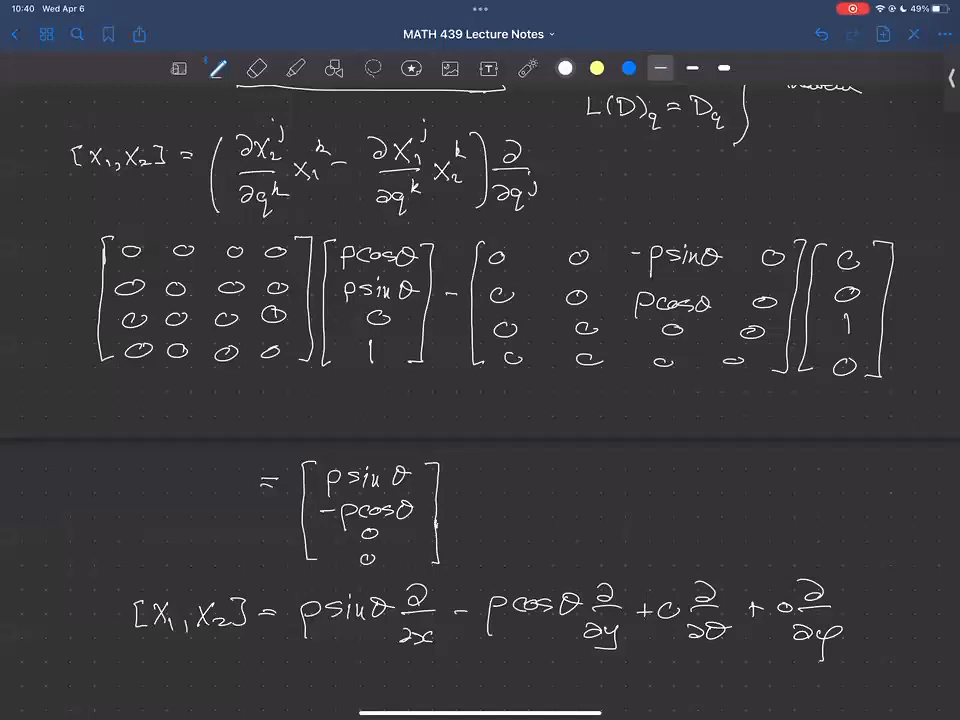 10:40 Wed Apr 6 49%
MATH 439 Lecture Notes
L(D)_q = D_q
[X_1, X_2] = ( ∂X_2^j/∂q^k X_1^k − ∂X_1^j/∂q^k X_2^k ) ∂/∂q^j
[0 0 0 0] [ρcosθ] − [0 0 -ρsinθ 0] [0]
[0 0 0 0] [ρsinθ] [0 0 ρcosθ 0] [0]
[0 0 0 0] [0] [0 0 0 0] [1]
[0 0 0 0] [1] [0 0 0 0] [0]
= [ρsinθ]
[-ρcosθ]
[0]
[0]
[X_1, X_2] = ρsinθ ∂/∂x − ρcosθ ∂/∂y + 0 ∂/∂θ + 0 ∂/∂φ